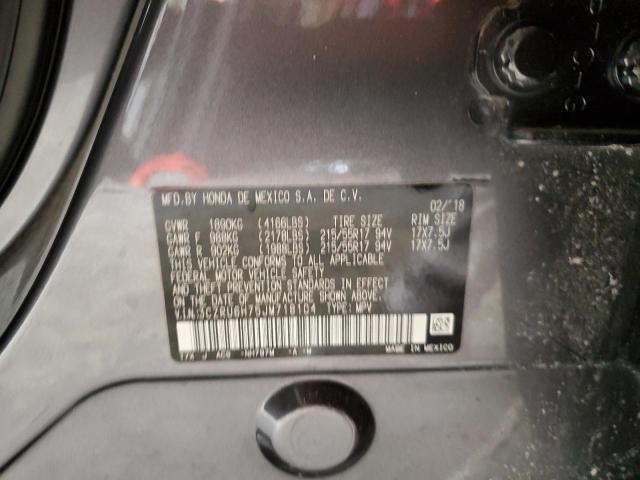 MFD.BY HONDA DE MEXICO S.A. DE C.V. 02/'18
GVWR 1890KG (4166LBS) TIRE SIZE RIM SIZE
GAWR F 988KG (2178LBS) 215/55R17 94V 17X7.5J
GAWR R 902KG 215/55R17 94V 17X7.5J
THIS VEHICLE CONFORMS TO ALL APPLICABLE
FEDERAL MOTOR VEHICLE SAFETY
AND THEFT PREVENTION STANDARDS IN EFFECT
ON THE DATE OF MANUFACTURE SHOWN ABOVE.
V.I.N. TYPE: MPV
T7A J AG0 NH797M A M MADE IN MEXICO